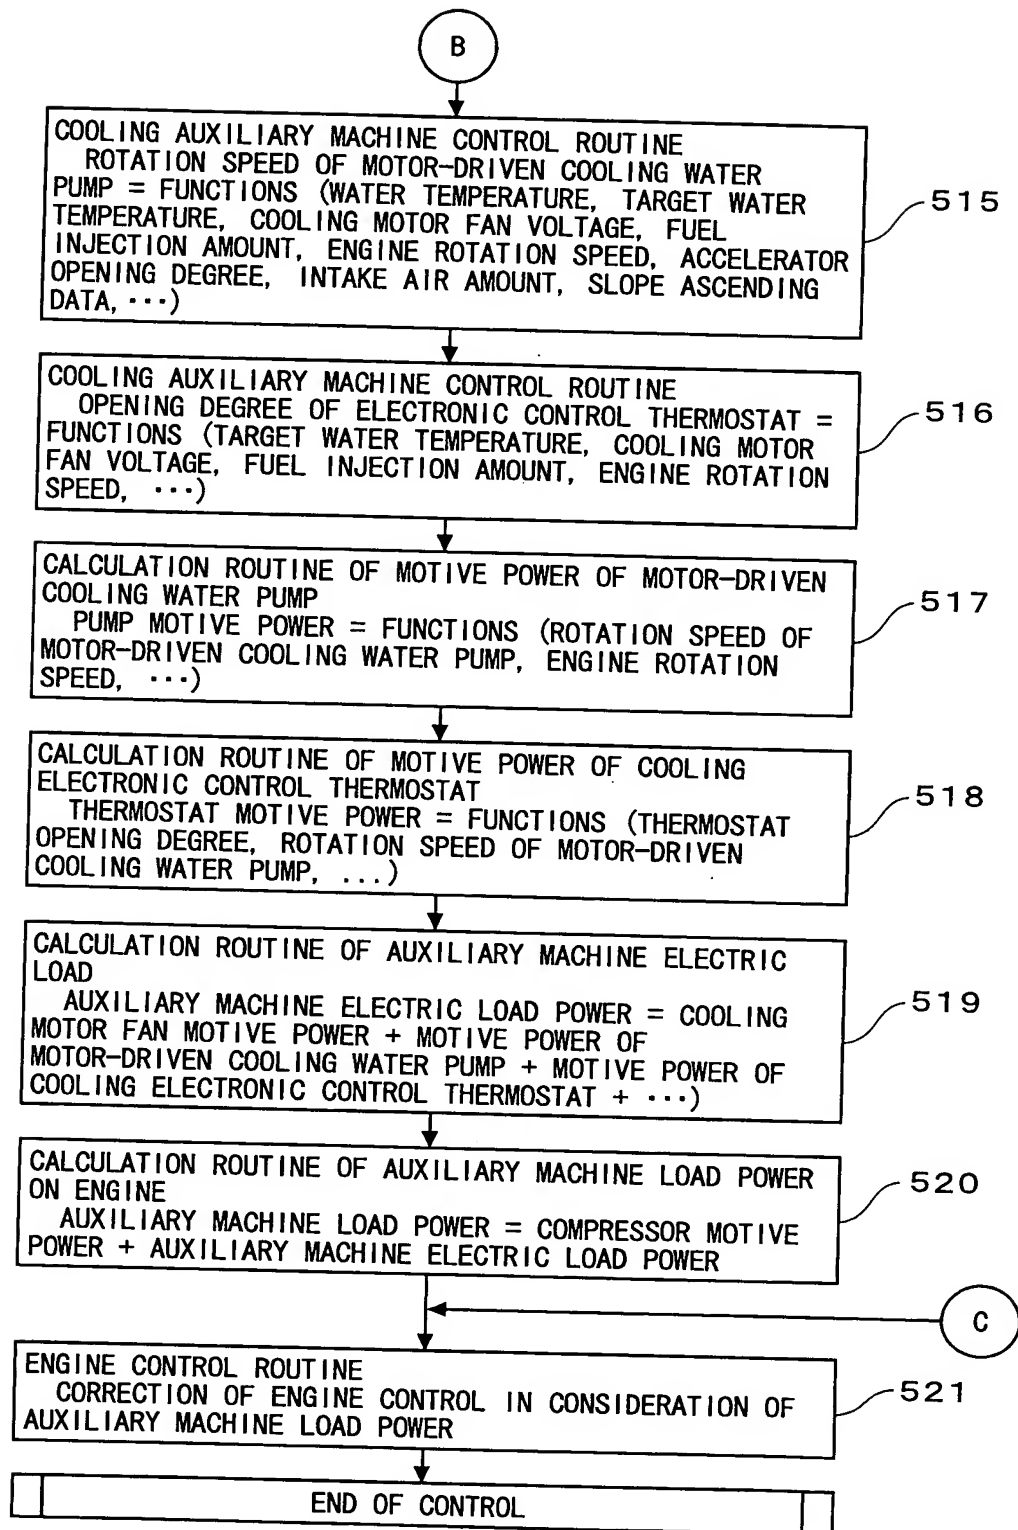 B
COOLING AUXILIARY MACHINE CONTROL ROUTINE
ROTATION SPEED OF MOTOR-DRIVEN COOLING WATER
PUMP = FUNCTIONS (WATER TEMPERATURE, TARGET WATER
TEMPERATURE, COOLING MOTOR FAN VOLTAGE, FUEL
INJECTION AMOUNT, ENGINE ROTATION SPEED, ACCELERATOR
OPENING DEGREE, INTAKE AIR AMOUNT, SLOPE ASCENDING
DATA, ···)
515
COOLING AUXILIARY MACHINE CONTROL ROUTINE
OPENING DEGREE OF ELECTRONIC CONTROL THERMOSTAT =
FUNCTIONS (TARGET WATER TEMPERATURE, COOLING MOTOR
FAN VOLTAGE, FUEL INJECTION AMOUNT, ENGINE ROTATION
SPEED, ···)
516
CALCULATION ROUTINE OF MOTIVE POWER OF MOTOR-DRIVEN
COOLING WATER PUMP
PUMP MOTIVE POWER = FUNCTIONS (ROTATION SPEED OF
MOTOR-DRIVEN COOLING WATER PUMP, ENGINE ROTATION
SPEED, ···)
517
CALCULATION ROUTINE OF MOTIVE POWER OF COOLING
ELECTRONIC CONTROL THERMOSTAT
THERMOSTAT MOTIVE POWER = FUNCTIONS (THERMOSTAT
OPENING DEGREE, ROTATION SPEED OF MOTOR-DRIVEN
COOLING WATER PUMP, ...)
518
CALCULATION ROUTINE OF AUXILIARY MACHINE ELECTRIC
LOAD
AUXILIARY MACHINE ELECTRIC LOAD POWER = COOLING
MOTOR FAN MOTIVE POWER + MOTIVE POWER OF
MOTOR-DRIVEN COOLING WATER PUMP + MOTIVE POWER OF
COOLING ELECTRONIC CONTROL THERMOSTAT + ···)
519
CALCULATION ROUTINE OF AUXILIARY MACHINE LOAD POWER
ON ENGINE
AUXILIARY MACHINE LOAD POWER = COMPRESSOR MOTIVE
POWER + AUXILIARY MACHINE ELECTRIC LOAD POWER
520
C
ENGINE CONTROL ROUTINE
CORRECTION OF ENGINE CONTROL IN CONSIDERATION OF
AUXILIARY MACHINE LOAD POWER
521
END OF CONTROL